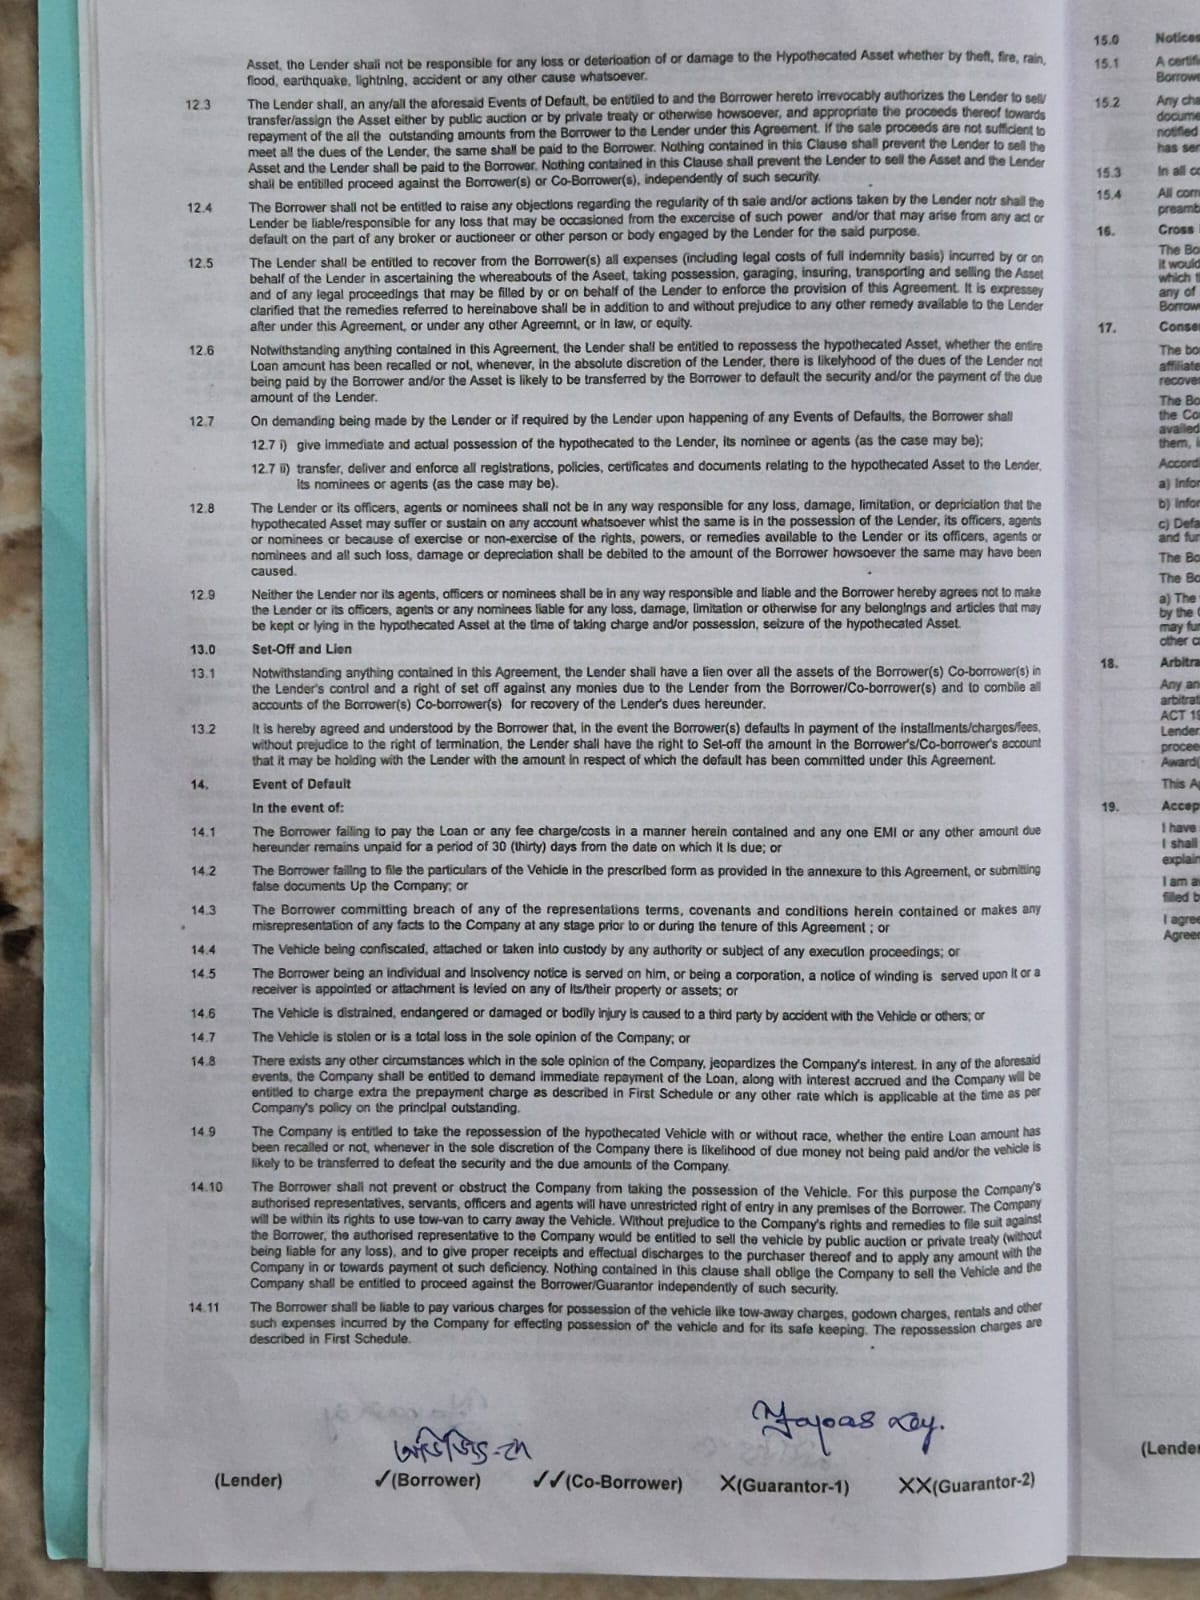 Asset, the Lender shall not be responsible for any loss or deterioation of or damage to the Hypothecated Asset whether by theft, fire, rain,
flood, earthquake, lightning, accident or any other cause whatsoever.
12.3 The Lender shall, an any/all the aforesaid Events of Default, be entitiled to and the Borrower hereto irrevocably authorizes the Lender to sell/
transfer/assign the Asset either by public auction or by private treaty or otherwise howsoever, and appropriate the proceeds thereof towards
repayment of the all the outstanding amounts from the Borrower to the Lender under this Agreement. If the sale proceeds are not sufficient to
meet all the dues of the Lender, the same shall be paid to the Borrower. Nothing contained in this Clause shall prevent the Lender to sell the
Asset and the Lender shall be paid to the Borrower. Nothing contained in this Clause shall prevent the Lender to sell the Asset and the Lender
shall be entitilled proceed against the Borrower(s) or Co-Borrower(s), independently of such security.
12.4 The Borrower shall not be entitled to raise any objections regarding the regularity of th sale and/or actions taken by the Lender notr shall the
Lender be liable/responsible for any loss that may be occasioned from the excercise of such power and/or that may arise from any act or
default on the part of any broker or auctioneer or other person or body engaged by the Lender for the said purpose.
12.5 The Lender shall be entitled to recover from the Borrower(s) all expenses (including legal costs of full indemnity basis) incurred by or on
behalf of the Lender in ascertaining the whereabouts of the Aseet, taking possession, garaging, insuring, transporting and selling the Asset
and of any legal proceedings that may be filled by or on behalf of the Lender to enforce the provision of this Agreement. It is expressey
clarified that the remedies referred to hereinabove shall be in addition to and without prejudice to any other remedy available to the Lender
after under this Agreement, or under any other Agreemnt, or in law, or equity.
12.6 Notwithstanding anything contained in this Agreement, the Lender shall be entitled to repossess the hypothecated Asset, whether the entire
Loan amount has been recalled or not, whenever, in the absolute discretion of the Lender, there is likelyhood of the dues of the Lender not
being paid by the Borrower and/or the Asset is likely to be transferred by the Borrower to default the security and/or the payment of the due
amount of the Lender.
12.7 On demanding being made by the Lender or if required by the Lender upon happening of any Events of Defaults, the Borrower shall
12.7 i) give immediate and actual possession of the hypothecated to the Lender, its nominee or agents (as the case may be);
12.7 ii) transfer, deliver and enforce all registrations, policies, certificates and documents relating to the hypothecated Asset to the Lender,
its nominees or agents (as the case may be).
12.8 The Lender or its officers, agents or nominees shall not be in any way responsible for any loss, damage, limitation, or depriciation that the
hypothecated Asset may suffer or sustain on any account whatsoever whist the same is in the possession of the Lender, its officers, agents
or nominees or because of exercise or non-exercise of the rights, powers, or remedies available to the Lender or its officers, agents or
nominees and all such loss, damage or depreciation shall be debited to the amount of the Borrower howsoever the same may have been
caused.
12.9 Neither the Lender nor its agents, officers or nominees shall be in any way responsible and liable and the Borrower hereby agrees not to make
the Lender or its officers, agents or any nominees liable for any loss, damage, limitation or otherwise for any belongings and articles that may
be kept or lying in the hypothecated Asset at the time of taking charge and/or possession, seizure of the hypothecated Asset.
13.0 Set-Off and Lien
13.1 Notwithstanding anything contained in this Agreement, the Lender shall have a lien over all the assets of the Borrower(s) Co-borrower(s) in
the Lender's control and a right of set off against any monies due to the Lender from the Borrower/Co-borrower(s) and to combile all
accounts of the Borrower(s) Co-borrower(s) for recovery of the Lender's dues hereunder.
13.2 It is hereby agreed and understood by the Borrower that, in the event the Borrower(s) defaults in payment of the installments/charges/fees,
without prejudice to the right of termination, the Lender shall have the right to Set-off the amount in the Borrower's/Co-borrower's account
that it may be holding with the Lender with the amount in respect of which the default has been committed under this Agreement.
14. Event of Default
In the event of:
14.1 The Borrower failing to pay the Loan or any fee charge/costs in a manner herein contained and any one EMI or any other amount due
hereunder remains unpaid for a period of 30 (thirty) days from the date on which it is due; or
14.2 The Borrower failing to file the particulars of the Vehicle in the prescribed form as provided in the annexure to this Agreement, or submitting
false documents Up the Company; or
14.3 The Borrower committing breach of any of the representations terms, covenants and conditions herein contained or makes any
misrepresentation of any facts to the Company at any stage prior to or during the tenure of this Agreement ; or
14.4 The Vehicle being confiscated, attached or taken into custody by any authority or subject of any execution proceedings; or
14.5 The Borrower being an individual and insolvency notice is served on him, or being a corporation, a notice of winding is served upon it or a
receiver is appointed or attachment is levied on any of its/their property or assets; or
14.6 The Vehicle is distrained, endangered or damaged or bodily injury is caused to a third party by accident with the Vehicle or others; or
14.7 The Vehicle is stolen or is a total loss in the sole opinion of the Company; or
14.8 There exists any other circumstances which in the sole opinion of the Company, jeopardizes the Company's interest. In any of the aforesaid
events, the Company shall be entitled to demand immediate repayment of the Loan, along with interest accrued and the Company will be
entitled to charge extra the prepayment charge as described in First Schedule or any other rate which is applicable at the time as per
Company's policy on the principal outstanding.
14.9 The Company is entitled to take the repossession of the hypothecated Vehicle with or without race, whether the entire Loan amount has
been recalled or not, whenever in the sole discretion of the Company there is likelihood of due money not being paid and/or the vehicle is
likely to be transferred to defeat the security and the due amounts of the Company.
14.10 The Borrower shall not prevent or obstruct the Company from taking the possession of the Vehicle. For this purpose the Company's
authorised representatives, servants, officers and agents will have unrestricted right of entry in any premises of the Borrower. The Company
will be within its rights to use tow-van to carry away the Vehicle. Without prejudice to the Company's rights and remedies to file suit against
the Borrower, the authorised representative to the Company would be entitled to sell the vehicle by public auction or private treaty (without
being liable for any loss), and to give proper receipts and effectual discharges to the purchaser thereof and to apply any amount with the
Company in or towards payment ot such deficiency. Nothing contained in this clause shall oblige the Company to sell the Vehicle and the
Company shall be entitled to proceed against the Borrower/Guarantor independently of such security.
14.11 The Borrower shall be liable to pay various charges for possession of the vehicle like tow-away charges, godown charges, rentals and other
such expenses incurred by the Company for effecting possession of the vehicle and for its safe keeping. The repossession charges are
described in First Schedule.
অভিজিৎ দে
(Lender) ✓(Borrower) ✓✓(Co-Borrower) X(Guarantor-1) XX(Guarantor-2)
15.0 Notices
15.1 A certifi
Borrow
15.2 Any cha
docume
notified
has ser
15.3 In all co
15.4 All com
preamb
16. Cross
The Bo
it would
which t
any of
Borrow
17. Conse
The bo
affiliate
recover
The Bo
the Co
availed
them, i
Accordi
a) Infor
b) Infor
c) Defa
and fur
The Bo
The Bo
a) The
by the
may fur
other c
18. Arbitra
Any an
arbitrat
ACT 19
Lender
procee
Award(
This A
19. Accep
I have
I shall
explain
I am a
filled b
I agree
Agreer
(Lender